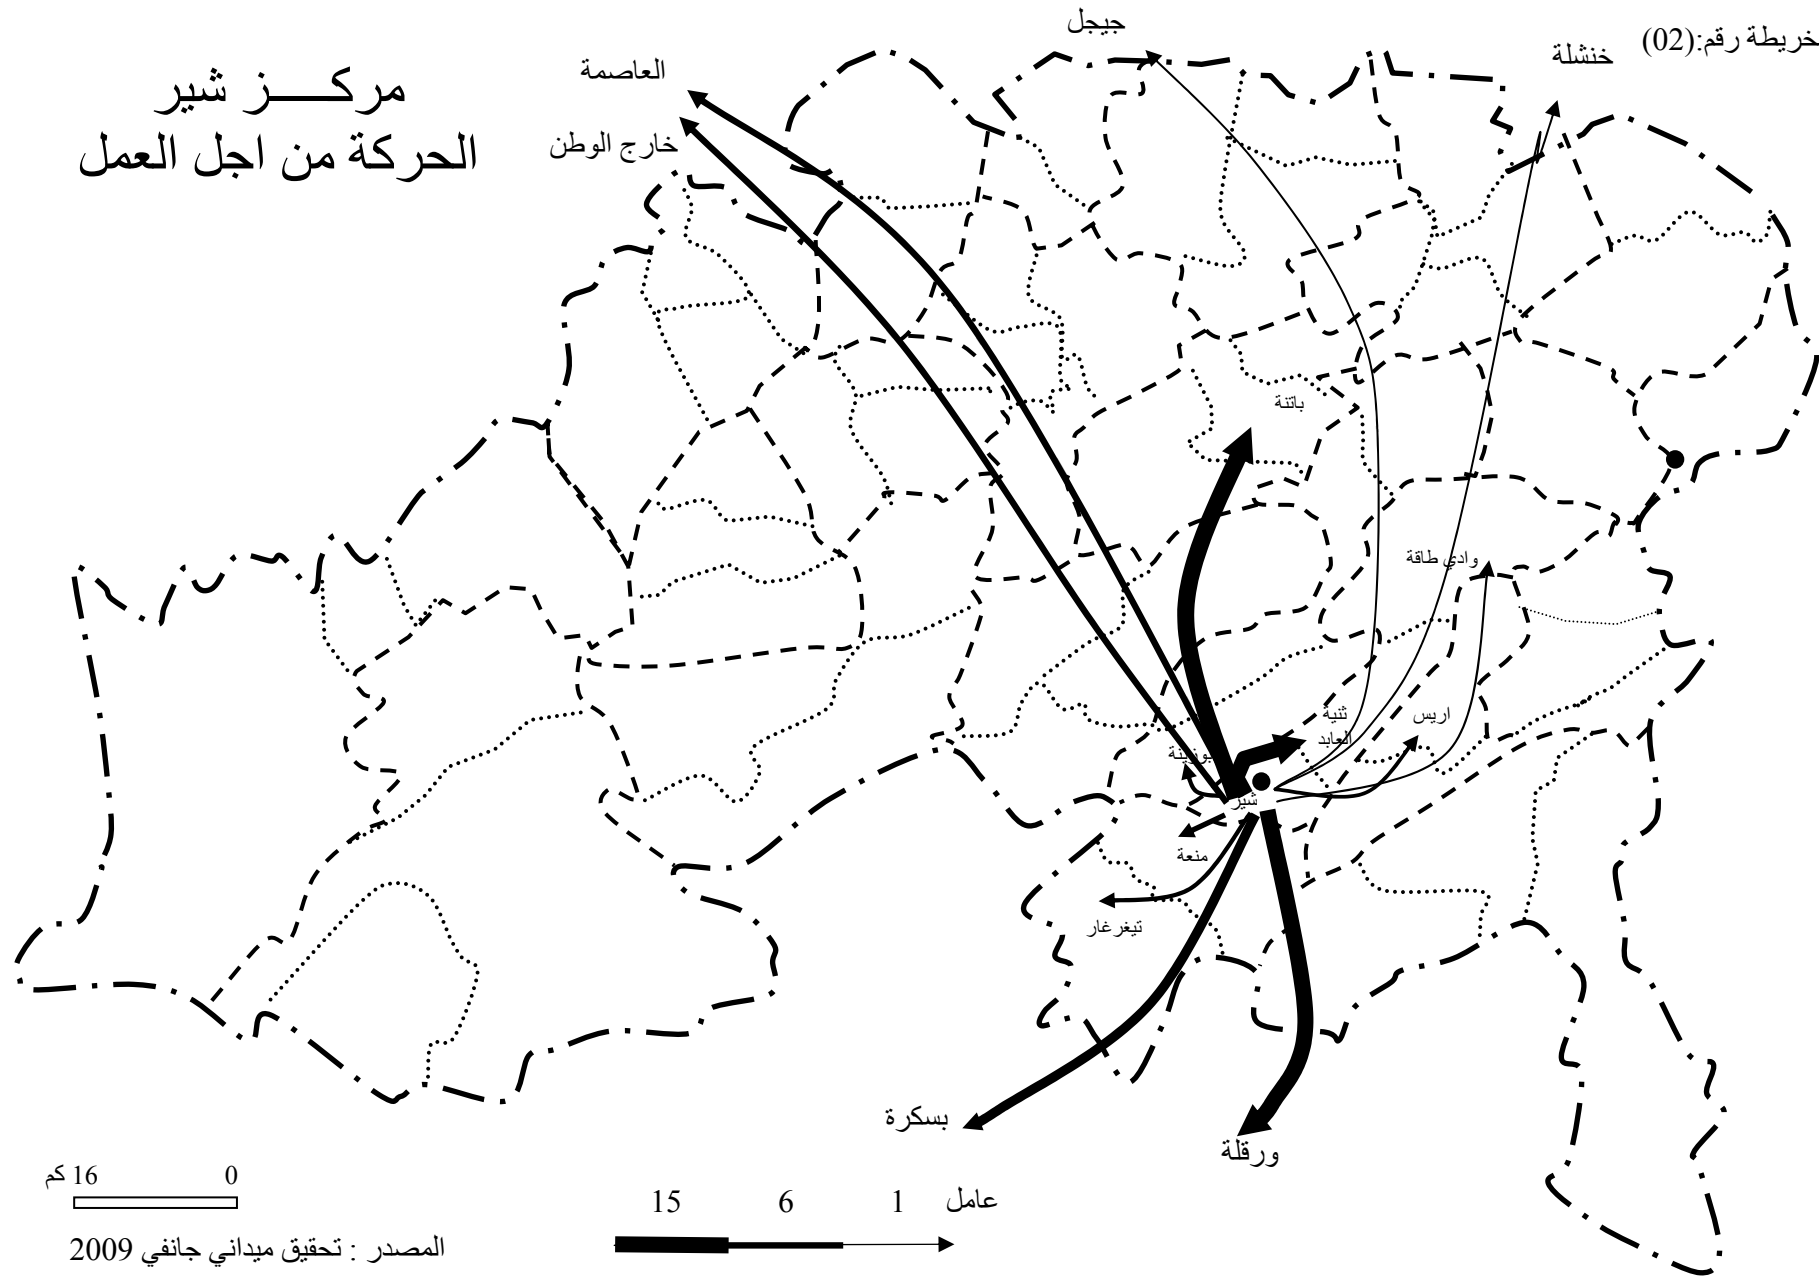 خريطة رقم:(02)
مركـــــز شير
الحركة من اجل العمل
جيجل
خنشلة
العاصمة
خارج الوطن
باتنة
وادي طاقة
اريس
ثنية
العابد
بوزينة
شير
منعة
تيغرغار
بسكرة
ورقلة
16 كم 0
15 6 1 عامل
المصدر : تحقيق ميداني جانفي 2009